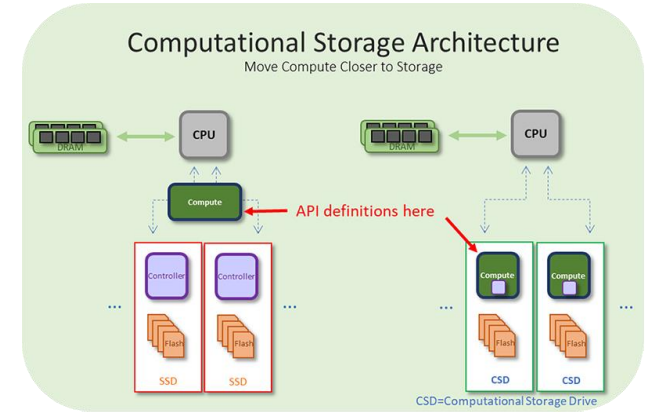 Computational Storage Architecture
Move Compute Closer to Storage
DRAM
CPU
DRAM
CPU
Compute
API definitions here
Controller
Controller
Compute
Compute
...
...
...
...
Flash
Flash
Flash
Flash
SSD
SSD
CSD
CSD
CSD=Computational Storage Drive